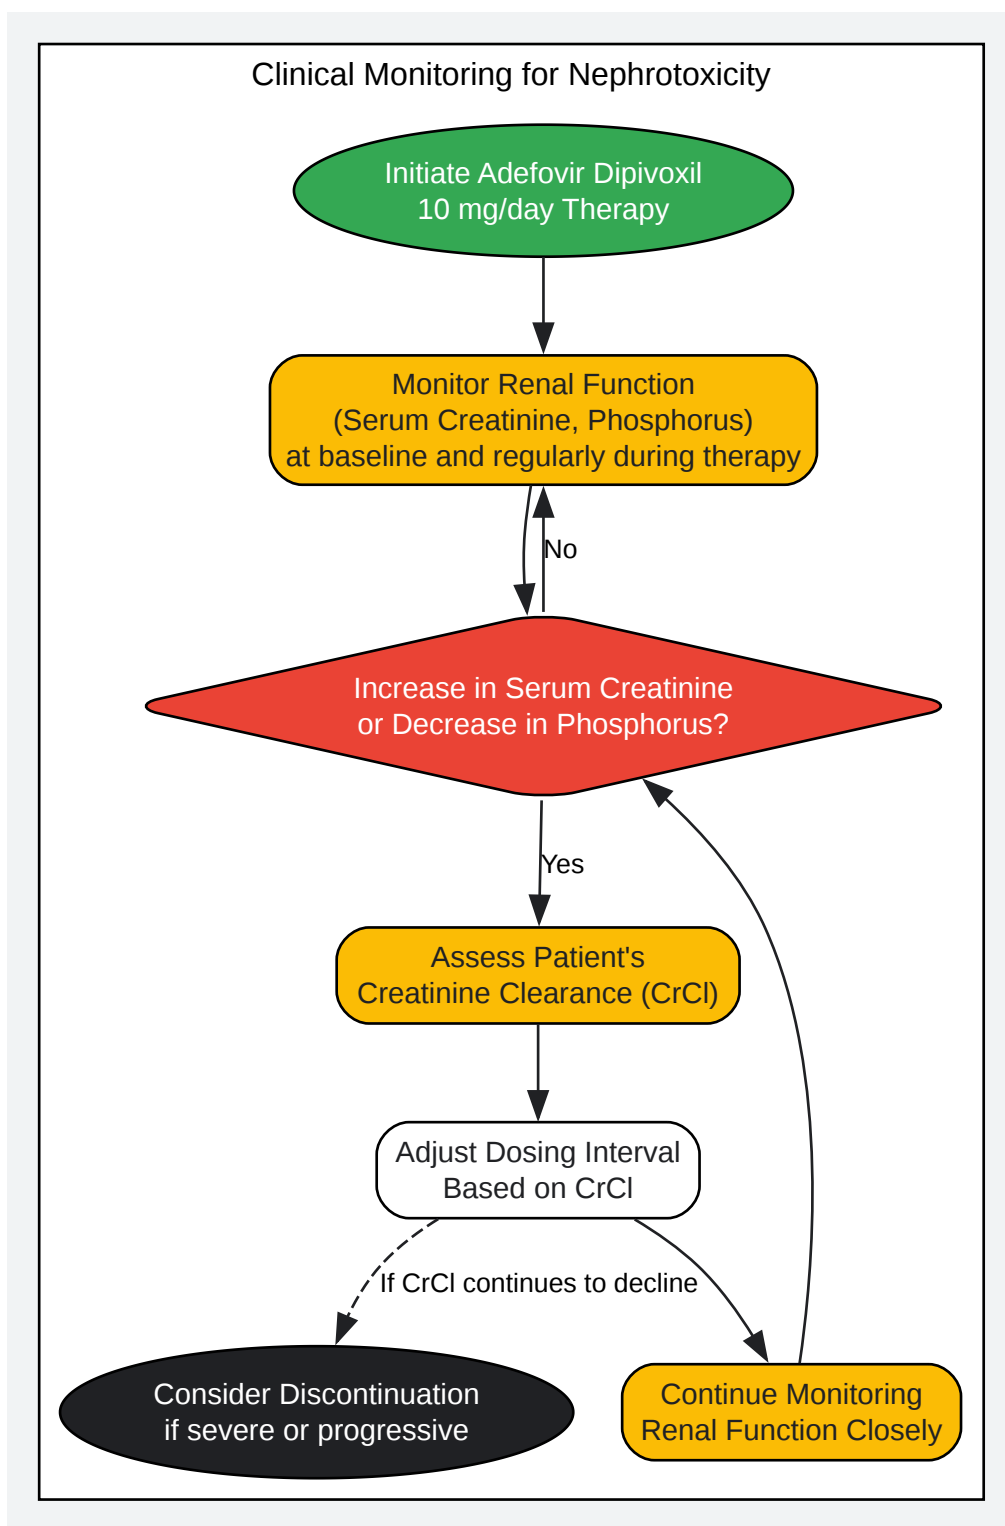 Clinical Monitoring for Nephrotoxicity
Initiate Adefovir Dipivoxil
10 mg/day Therapy
Monitor Renal Function
(Serum Creatinine, Phosphorus)
at baseline and regularly during therapy
No
Increase in Serum Creatinine
or Decrease in Phosphorus?
Yes
Assess Patient's
Creatinine Clearance (CrCl)
Adjust Dosing Interval
Based on CrCl
If CrCl continues to decline
Consider Discontinuation
if severe or progressive
Continue Monitoring
Renal Function Closely